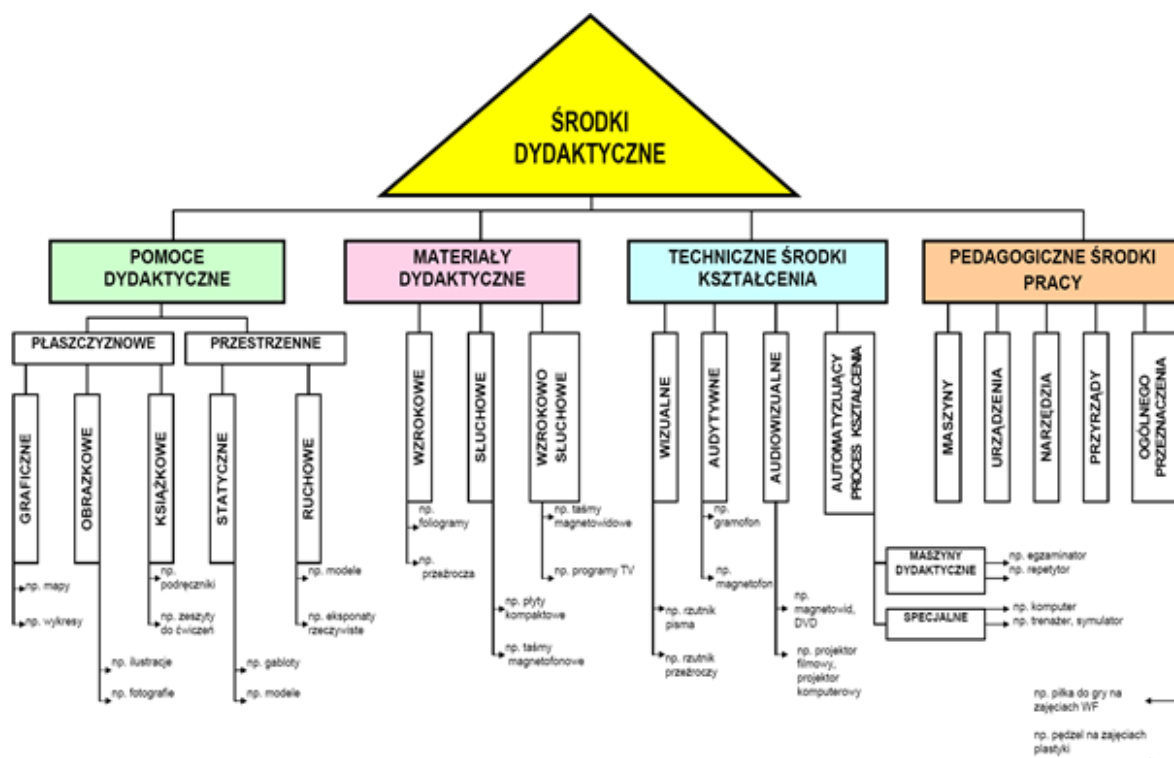 ŚRODKI
DYDAKTYCZNE
POMOCE
DYDAKTYCZNE
MATERIAŁY
DYDAKTYCZNE
TECHNICZNE ŚRODKI
KSZTAŁCENIA
PEDAGOGICZNE ŚRODKI
PRACY
PŁASZCZYZNOWE
PRZESTRZENNE
GRAFICZNE
OBRAZKOWE
KSIĄŻKOWE
STATYCZNE
RUCHOWE
WZROKOWE
SŁUCHOWE
WZROKOWO
SŁUCHOWE
WIZUALNE
AUDYTYWNE
AUDIOWIZUALNE
AUTOMATYZUJĄCY
PROCES KSZTAŁCENIA
MASZYNY
URZĄDZENIA
NARZĘDZIA
PRZYRZĄDY
OGÓLNEGO
PRZEZNACZENIA
np. mapy
np. wykresy
np. ilustracje
np. fotografie
np.
podręczniki
np. zeszyty
do ćwiczeń
np. gabloty
np. modele
np. modele
np. eksponaty
rzeczywiste
np.
foliogramy
np.
przeźrocza
np. płyty
kompaktowe
np. taśmy
magnetofonowe
np. taśmy
magnetowidowe
np. programy TV
np. rzutnik
pisma
np. rzutnik
przeźroczy
np.
gramofon
np. magnetofon
np.
magnetowid,
DVD
np. projektor
filmowy,
projektor
komputerowy
MASZYNY
DYDAKTYCZNE
np. egzaminator
np. repetytor
SPECJALNE
np. komputer
np. trenażer, symulator
np. piłka do gry na
zajęciach WF
np. pędzel na zajęciach
plastyki